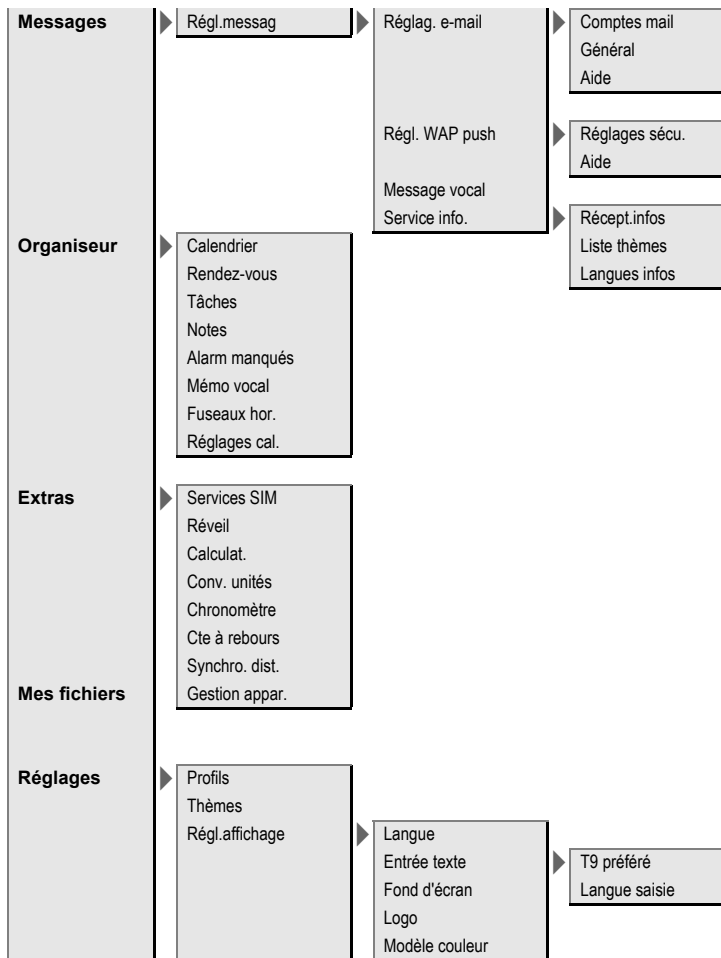 Messages
Régl.messag
Réglag. e-mail
Comptes mail
Général
Aide
Régl. WAP push
Réglages sécu.
Aide
Message vocal
Service info.
Récept.infos
Liste thèmes
Langues infos
Organiseur
Calendrier
Rendez-vous
Tâches
Notes
Alarm manqués
Mémo vocal
Fuseaux hor.
Réglages cal.
Extras
Services SIM
Réveil
Calculat.
Conv. unités
Chronomètre
Cte à rebours
Synchro. dist.
Gestion appar.
Mes fichiers
Réglages
Profils
Thèmes
Régl.affichage
Langue
Entrée texte
T9 préféré
Langue saisie
Fond d'écran
Logo
Modèle couleur